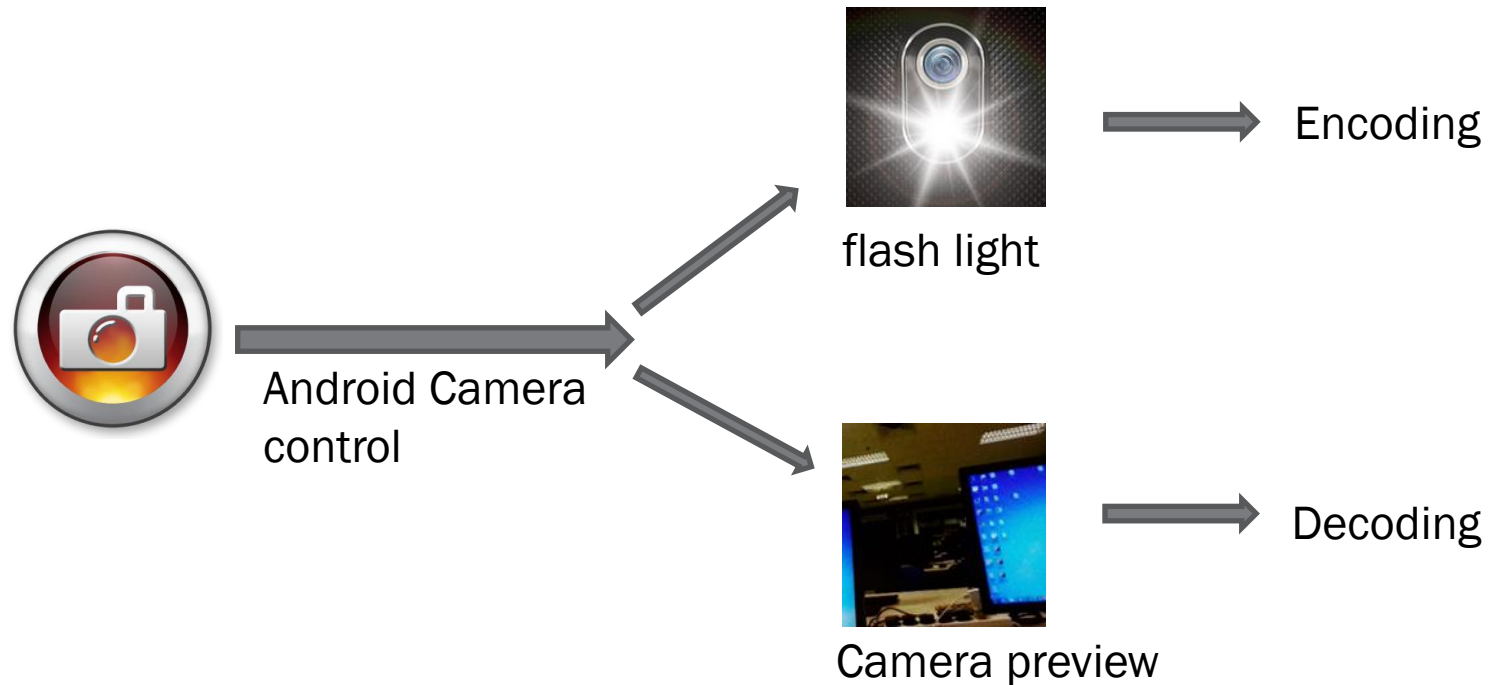 Encoding
flash light
Android Camera
control
Decoding
Camera preview